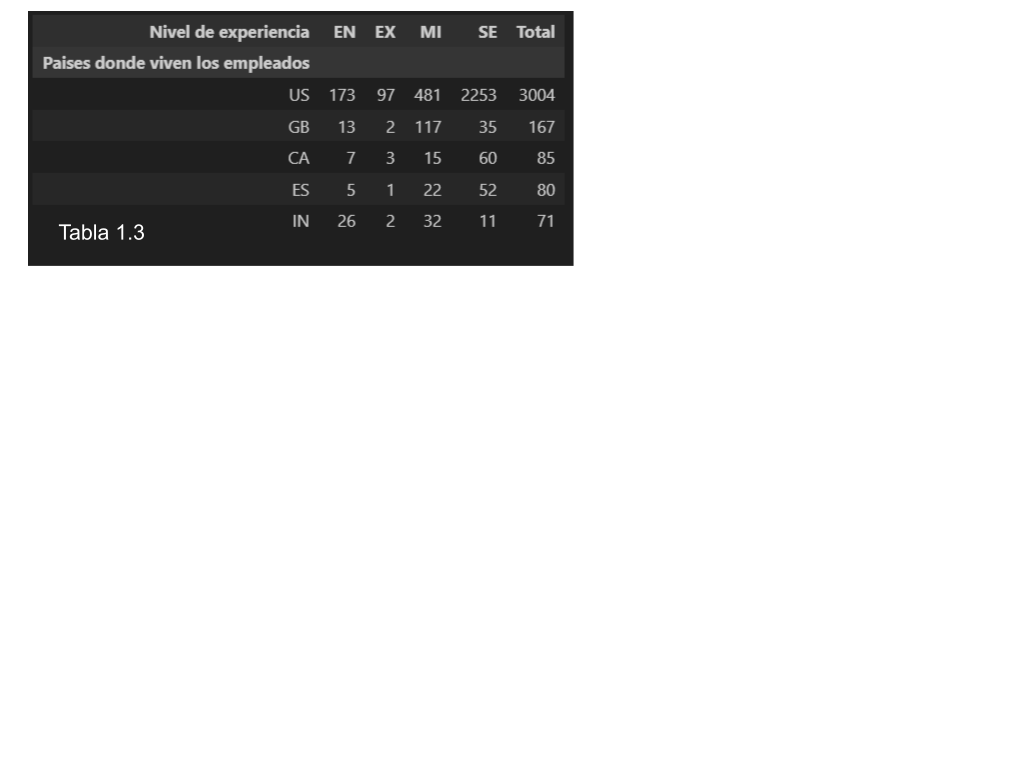 Nivel de experiencia EN EX MI SE Total
Paises donde viven los empleados
US 173 97 481 2253 3004
GB 13 2 117 35 167
CA 7 3 15 60 85
ES 5 1 22 52 80
IN 26 2 32 11 71
Tabla 1.3